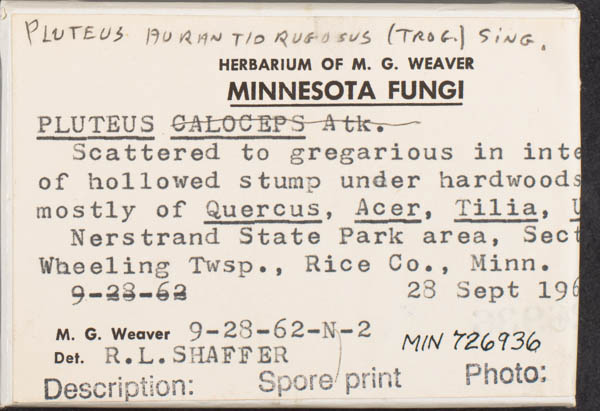 PLUTEUS AURANTIORUGOSUS (TROG.) SING.
HERBARIUM OF M. G. WEAVER
MINNESOTA FUNGI
PLUTEUS CALOCEPS Atk.
Scattered to gregarious in inte
of hollowed stump under hardwoods
mostly of Quercus, Acer, Tilia, U
Nerstrand State Park area, Sect
Wheeling Twsp., Rice Co., Minn.
9-28-62 28 Sept 196
M. G. Weaver 9-28-62-N-2
MIN 726936
Det. R.L.SHAFFER
Description: Spore print Photo: